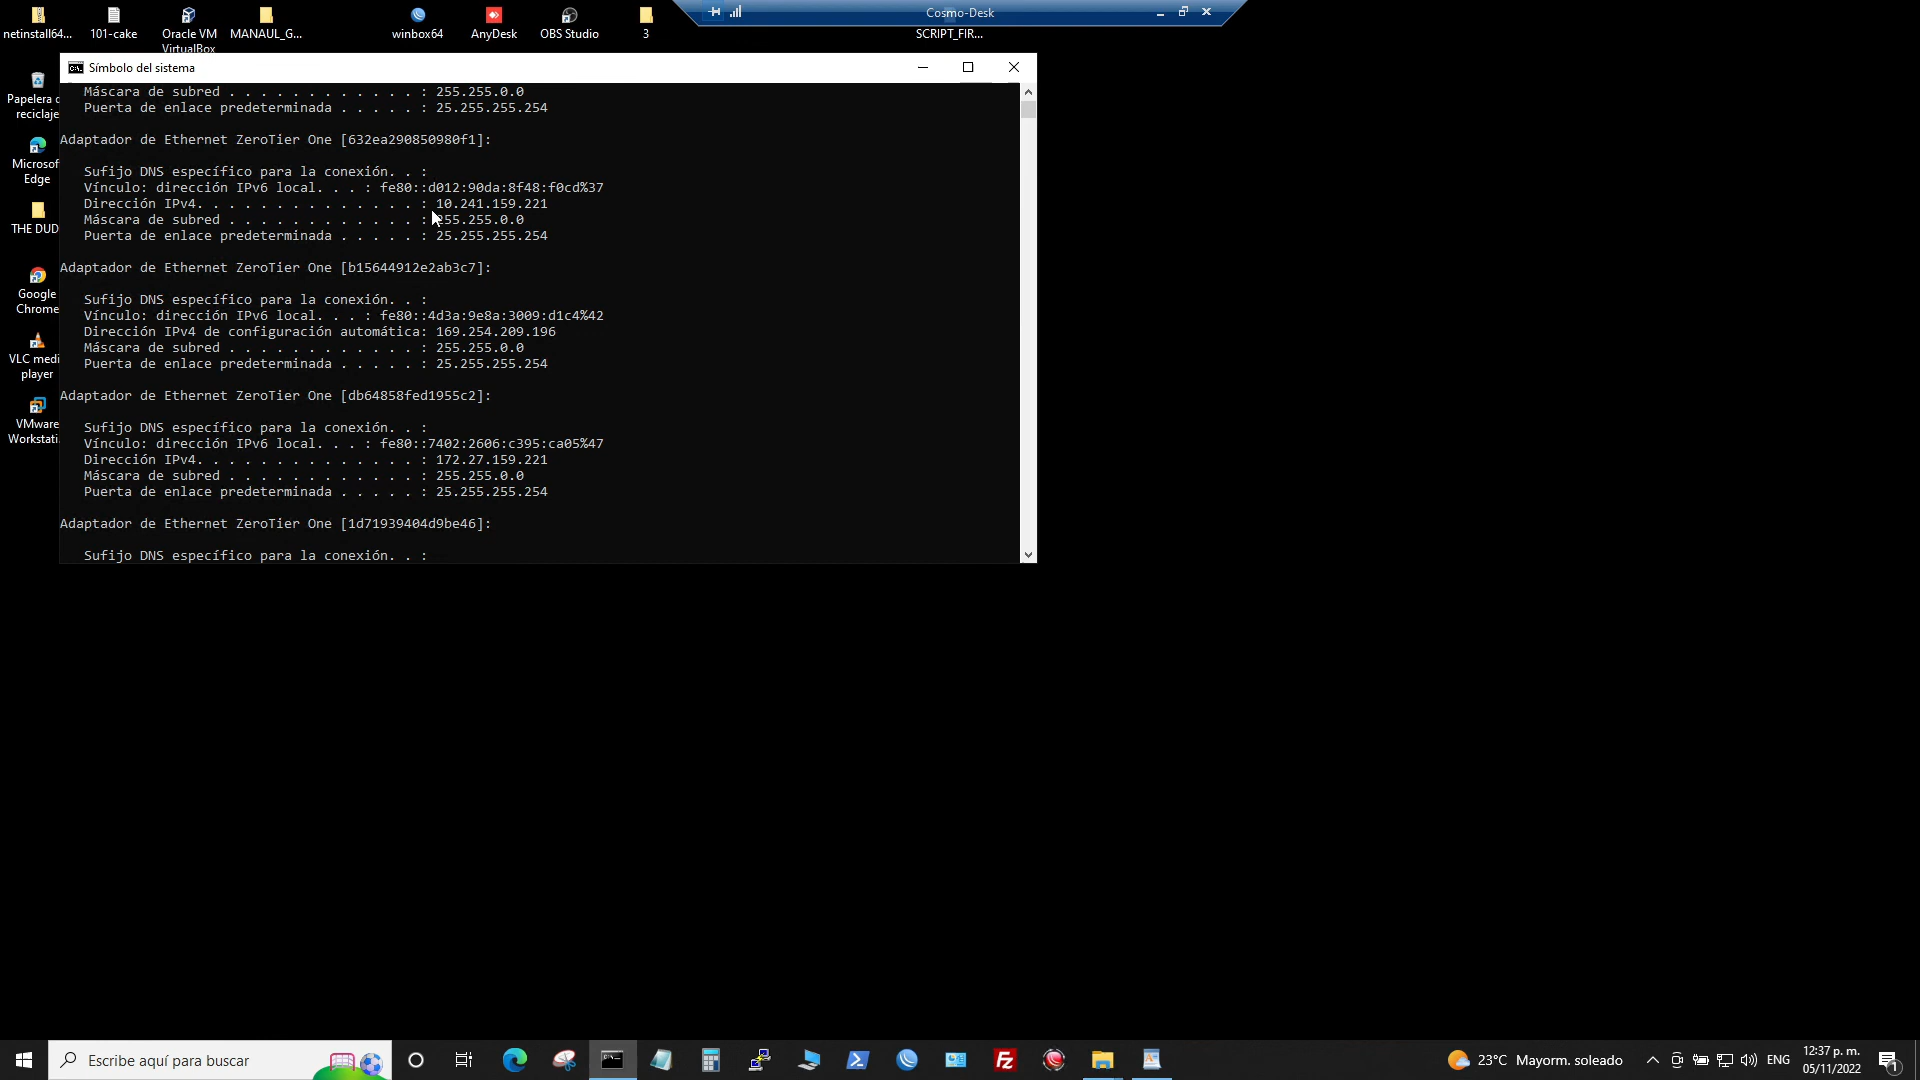 netinstall64...
101-cake
Oracle VM
VirtualBox
MANAUL_G...
winbox64
AnyDesk
OBS Studio
3
Cosmo-Desk
SCRIPT_FIR...
Papelera d
reciclaje
Microsof
Edge
THE DUD
Google
Chrome
VLC medi
player
VMware
Workstati.
Símbolo del sistema
Máscara de subred . . . . . . . . . . . . : 255.255.0.0
Puerta de enlace predeterminada . . . . . : 25.255.255.254
Adaptador de Ethernet ZeroTier One [632ea290850980f1]:
Sufijo DNS específico para la conexión. . :
Vínculo: dirección IPv6 local. . . : fe80::d012:90da:8f48:f0cd%37
Dirección IPv4. . . . . . . . . . . . . . : 10.241.159.221
Máscara de subred . . . . . . . . . . . . : 255.255.0.0
Puerta de enlace predeterminada . . . . . : 25.255.255.254
Adaptador de Ethernet ZeroTier One [b15644912e2ab3c7]:
Sufijo DNS específico para la conexión. . :
Vínculo: dirección IPv6 local. . . : fe80::4d3a:9e8a:3009:d1c4%42
Dirección IPv4 de configuración automática: 169.254.209.196
Máscara de subred . . . . . . . . . . . . : 255.255.0.0
Puerta de enlace predeterminada . . . . . : 25.255.255.254
Adaptador de Ethernet ZeroTier One [db64858fed1955c2]:
Sufijo DNS específico para la conexión. . :
Vínculo: dirección IPv6 local. . . : fe80::7402:2606:c395:ca05%47
Dirección IPv4. . . . . . . . . . . . . . : 172.27.159.221
Máscara de subred . . . . . . . . . . . . : 255.255.0.0
Puerta de enlace predeterminada . . . . . : 25.255.255.254
Adaptador de Ethernet ZeroTier One [1d71939404d9be46]:
Sufijo DNS específico para la conexión. . :
Escribe aquí para buscar
23°C Mayorm. soleado
ENG
12:37 p. m.
05/11/2022
1